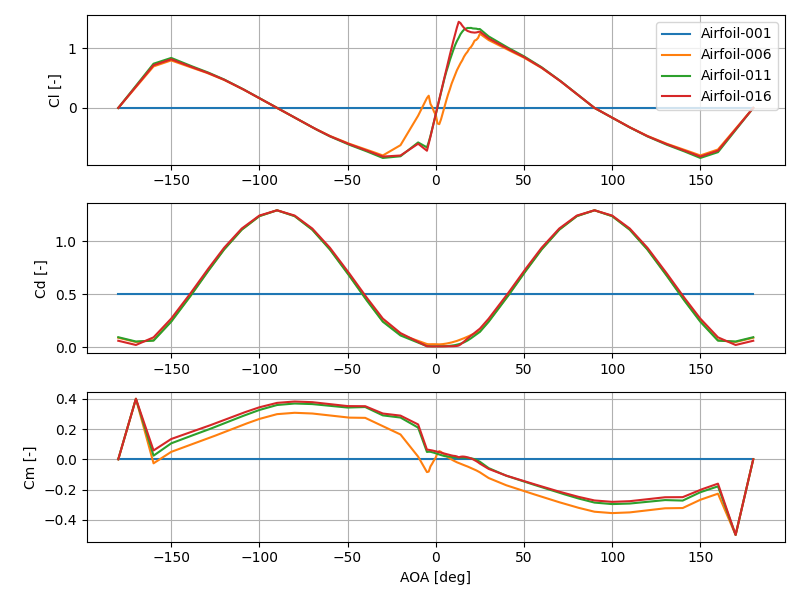 Cl [-]
1
0
Airfoil-001
Airfoil-006
Airfoil-011
Airfoil-016
−150 −100 −50 0 50 100 150
Cd [-]
1.0
0.5
0.0
−150 −100 −50 0 50 100 150
Cm [-]
0.4
0.2
0.0
−0.2
−0.4
−150 −100 −50 0 50 100 150
AOA [deg]